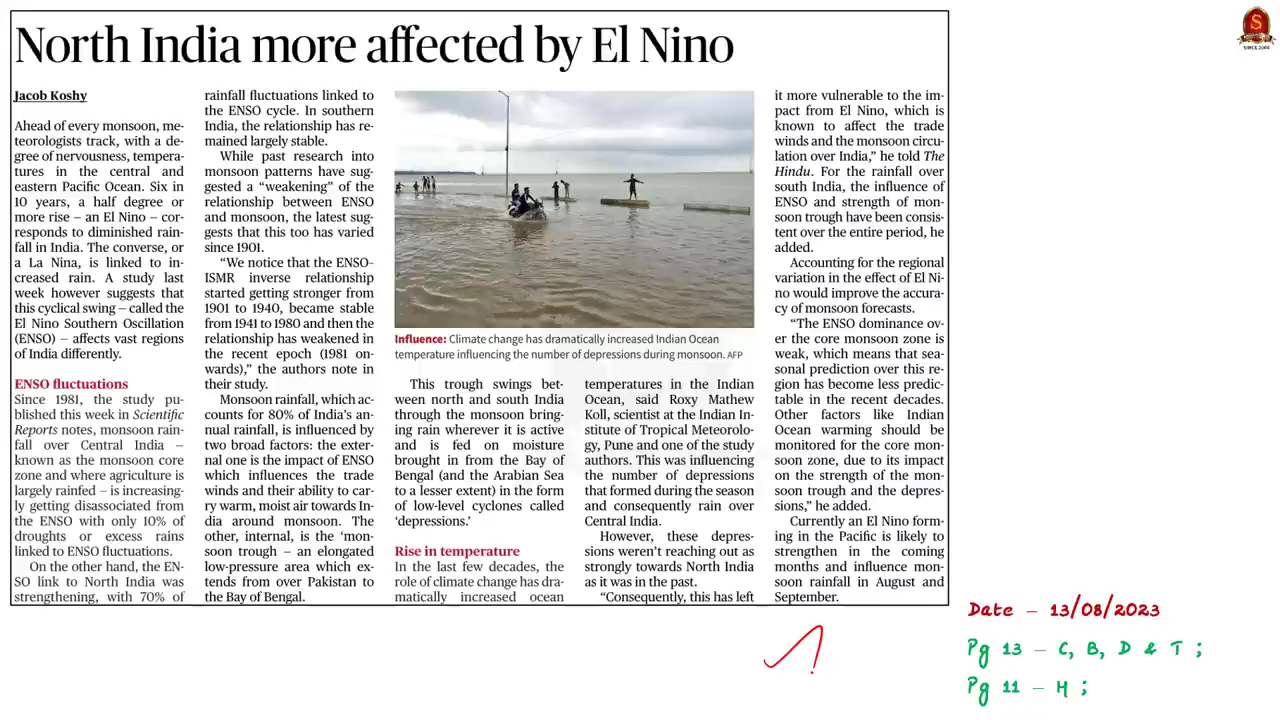 North India more affected by El Nino
Jacob Koshy
Ahead of every monsoon, me-
teorologists track, with a de-
gree of nervousness, tempera-
tures in the central and
eastern Pacific Ocean. Six in
10 years, a half degree or
more rise – an El Nino – cor-
responds to diminished rain-
fall in India. The converse, or
a La Nina, is linked to in-
creased rain. A study last
week however suggests that
this cyclical swing – called the
El Nino Southern Oscillation
(ENSO) – affects vast regions
of India differently.
ENSO fluctuations
Since 1981, the study pu-
blished this week in Scientific
Reports notes, monsoon rain-
fall over Central India –
known as the monsoon core
zone and where agriculture is
largely rainfed – is increasing-
ly getting disassociated from
the ENSO with only 10% of
droughts or excess rains
linked to ENSO fluctuations.
On the other hand, the EN-
SO link to North India was
strengthening, with 70% of
rainfall fluctuations linked to
the ENSO cycle. In southern
India, the relationship has re-
mained largely stable.
While past research into
monsoon patterns have sug-
gested a “weakening” of the
relationship between ENSO
and monsoon, the latest sug-
gests that this too has varied
since 1901.
“We notice that the ENSO-
ISMR inverse relationship
started getting stronger from
1901 to 1940, became stable
from 1941 to 1980 and then the
relationship has weakened in
the recent epoch (1981 on-
wards),” the authors note in
their study.
Monsoon rainfall, which ac-
counts for 80% of India’s an-
nual rainfall, is influenced by
two broad factors: the exter-
nal one is the impact of ENSO
which influences the trade
winds and their ability to car-
ry warm, moist air towards In-
dia around monsoon. The
other, internal, is the ‘mon-
soon trough – an elongated
low-pressure area which ex-
tends from over Pakistan to
the Bay of Bengal.
Influence: Climate change has dramatically increased Indian Ocean
temperature influencing the number of depressions during monsoon. AFP
This trough swings bet-
ween north and south India
through the monsoon bring-
ing rain wherever it is active
and is fed on moisture
brought in from the Bay of
Bengal (and the Arabian Sea
to a lesser extent) in the form
of low-level cyclones called
‘depressions.’
Rise in temperature
In the last few decades, the
role of climate change has dra-
matically increased ocean
temperatures in the Indian
Ocean, said Roxy Mathew
Koll, scientist at the Indian In-
stitute of Tropical Meteorolo-
gy, Pune and one of the study
authors. This was influencing
the number of depressions
that formed during the season
and consequently rain over
Central India.
However, these depres-
sions weren’t reaching out as
strongly towards North India
as it was in the past.
“Consequently, this has left
it more vulnerable to the im-
pact from El Nino, which is
known to affect the trade
winds and the monsoon circu-
lation over India,” he told The
Hindu. For the rainfall over
south India, the influence of
ENSO and strength of mon-
soon trough have been consis-
tent over the entire period, he
added.
Accounting for the regional
variation in the effect of El Ni-
no would improve the accura-
cy of monsoon forecasts.
“The ENSO dominance ov-
er the core monsoon zone is
weak, which means that sea-
sonal prediction over this re-
gion has become less predic-
table in the recent decades.
Other factors like Indian
Ocean warming should be
monitored for the core mon-
soon zone, due to its impact
on the strength of the mon-
soon trough and the depres-
sions,” he added.
Currently an El Nino form-
ing in the Pacific is likely to
strengthen in the coming
months and influence mon-
soon rainfall in August and
September.
S
SINCE 2004
Date – 13/08/2023
Pg 13 – C, B, D & T ;
Pg 11 – H ;